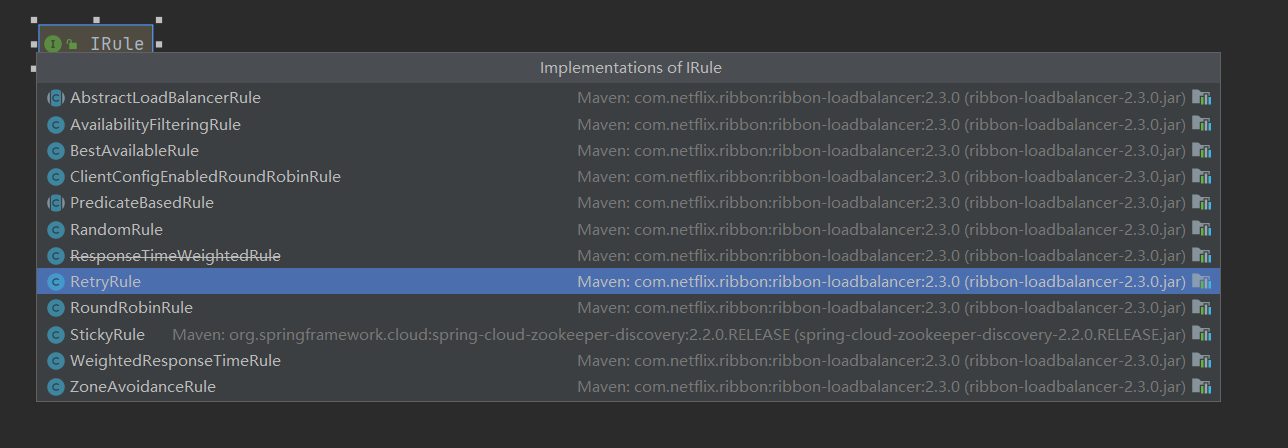 IRule
Implementations of IRule
AbstractLoadBalancerRule Maven: com.netflix.ribbon:ribbon-loadbalancer:2.3.0 (ribbon-loadbalancer-2.3.0.jar)
AvailabilityFilteringRule Maven: com.netflix.ribbon:ribbon-loadbalancer:2.3.0 (ribbon-loadbalancer-2.3.0.jar)
BestAvailableRule Maven: com.netflix.ribbon:ribbon-loadbalancer:2.3.0 (ribbon-loadbalancer-2.3.0.jar)
ClientConfigEnabledRoundRobinRule Maven: com.netflix.ribbon:ribbon-loadbalancer:2.3.0 (ribbon-loadbalancer-2.3.0.jar)
PredicateBasedRule Maven: com.netflix.ribbon:ribbon-loadbalancer:2.3.0 (ribbon-loadbalancer-2.3.0.jar)
RandomRule Maven: com.netflix.ribbon:ribbon-loadbalancer:2.3.0 (ribbon-loadbalancer-2.3.0.jar)
ResponseTimeWeightedRule Maven: com.netflix.ribbon:ribbon-loadbalancer:2.3.0 (ribbon-loadbalancer-2.3.0.jar)
RetryRule Maven: com.netflix.ribbon:ribbon-loadbalancer:2.3.0 (ribbon-loadbalancer-2.3.0.jar)
RoundRobinRule Maven: com.netflix.ribbon:ribbon-loadbalancer:2.3.0 (ribbon-loadbalancer-2.3.0.jar)
StickyRule Maven: org.springframework.cloud:spring-cloud-zookeeper-discovery:2.2.0.RELEASE (spring-cloud-zookeeper-discovery-2.2.0.RELEASE.jar)
WeightedResponseTimeRule Maven: com.netflix.ribbon:ribbon-loadbalancer:2.3.0 (ribbon-loadbalancer-2.3.0.jar)
ZoneAvoidanceRule Maven: com.netflix.ribbon:ribbon-loadbalancer:2.3.0 (ribbon-loadbalancer-2.3.0.jar)